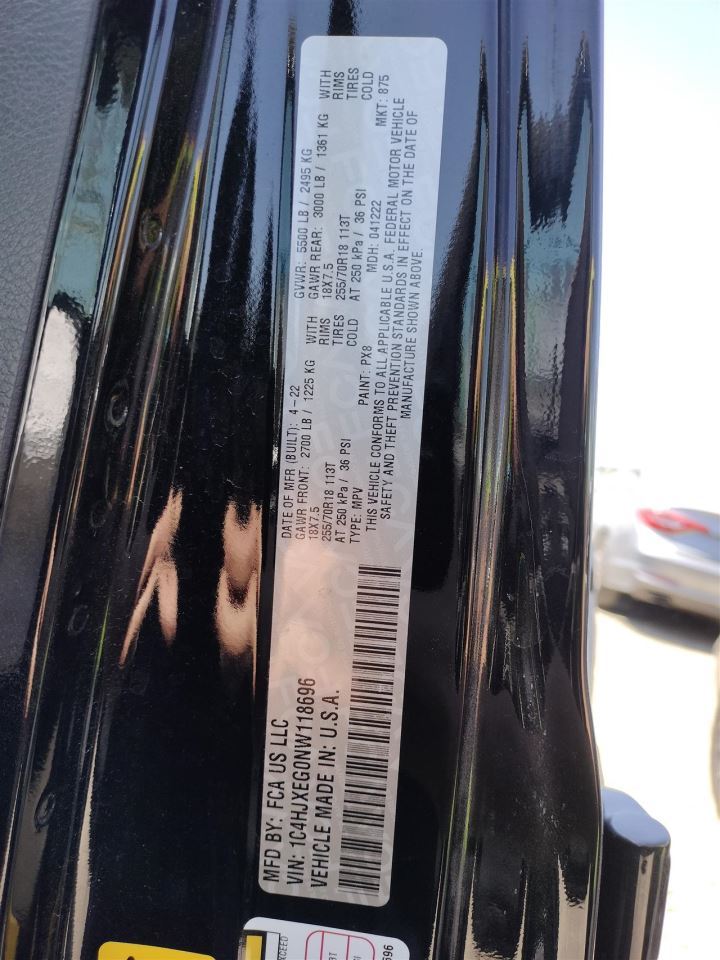 MFD BY: FCA US LLC
VIN: 1C4HJXEG0NW118696
VEHICLE MADE IN: U.S.A.
DATE OF MFR (BUILT): 4 -22 GVWR: 5500 LB / 2495 KG
GAWR FRONT: 2700 LB / 1225 KG WITH GAWR REAR: 3000 LB / 1361 KG WITH
18X7.5 RIMS 18X7.5 RIMS
255/70R18 113T TIRES 255/70R18 113T TIRES
AT 250 kPa / 36 PSI COLD AT 250 kPa / 36 PSI COLD
TYPE: MPV PAINT: PX8 MDH: 041222 MKT: 875
THIS VEHICLE CONFORMS TO ALL APPLICABLE U.S.A. FEDERAL MOTOR VEHICLE
SAFETY AND THEFT PREVENTION STANDARDS IN EFFECT ON THE DATE OF
MANUFACTURE SHOWN ABOVE.